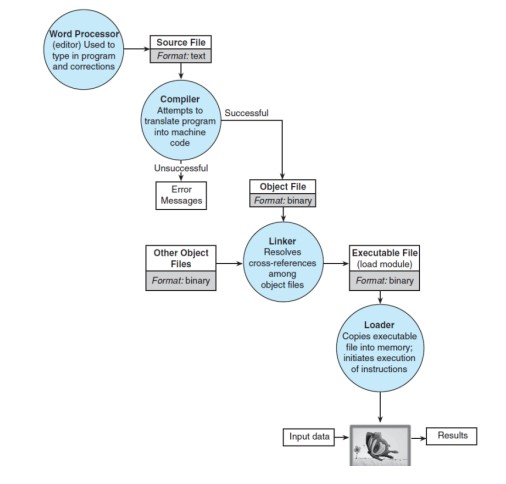 Word Processor
(editor) Used to
type in program
and corrections
Source File
Format: text
Compiler
Attempts to
translate program
into machine
code
Successful
Unsuccessful
Error
Messages
Object File
Format: binary
Other Object
Files
Format: binary
Linker
Resolves
cross-references
among
object files
Executable File
(load module)
Format: binary
Loader
Copies executable
file into memory;
initiates execution
of instructions
Input data
Results